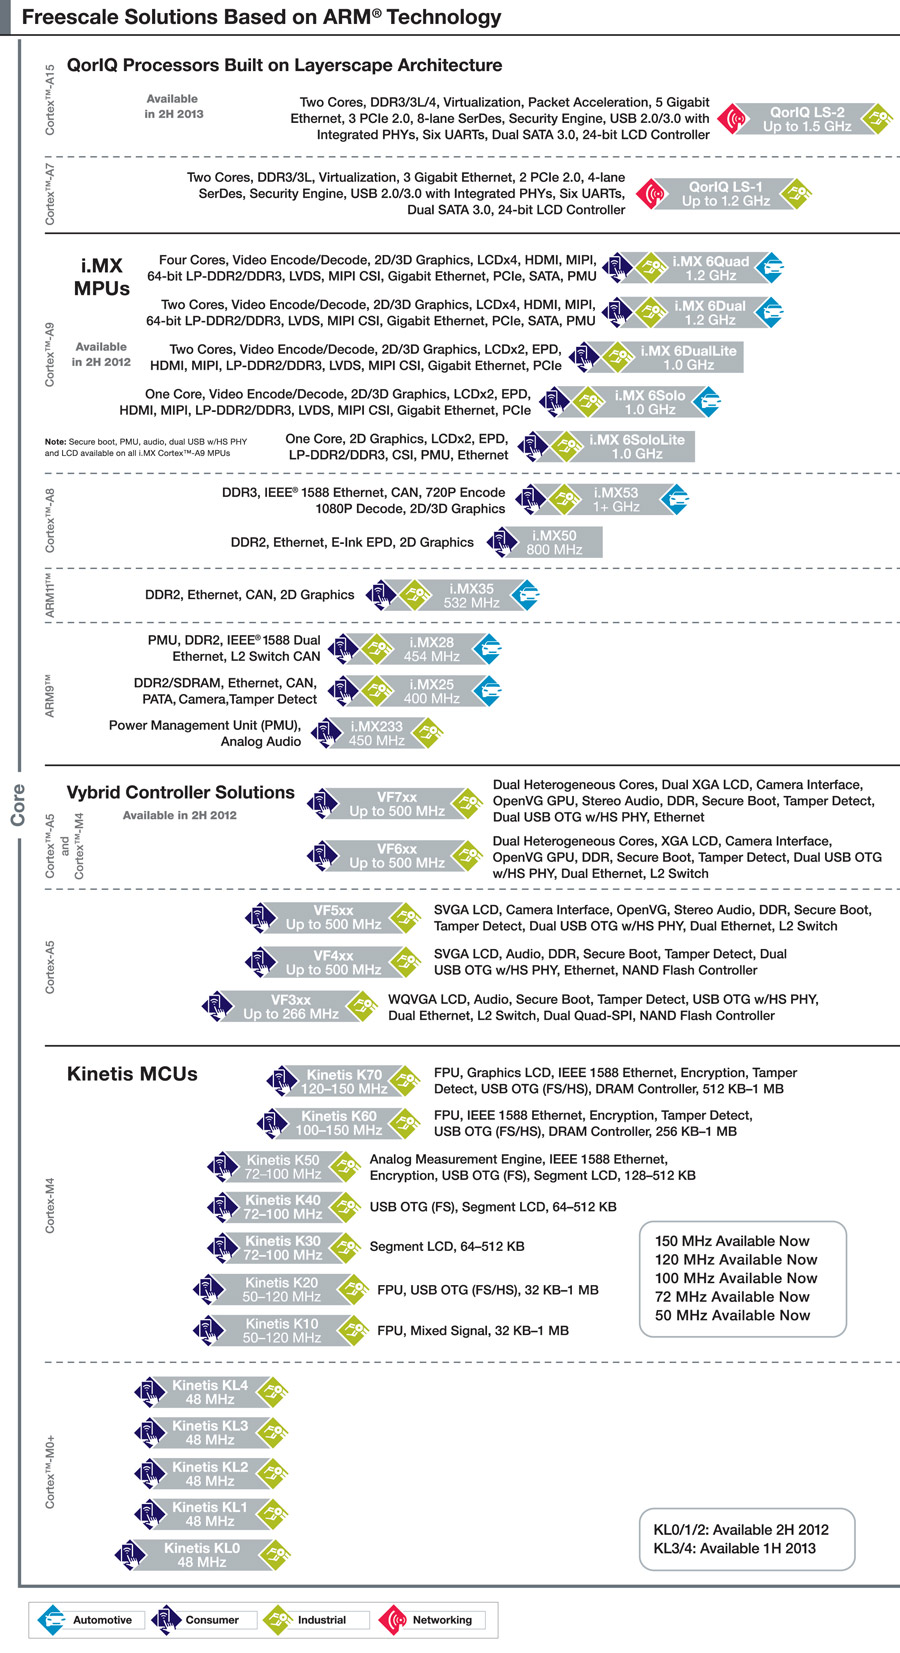 Freescale Solutions Based on ARM® Technology
Core
Cortex™-A15
QorIQ Processors Built on Layerscape Architecture
Available
in 2H 2013
Two Cores, DDR3/3L/4, Virtualization, Packet Acceleration, 5 Gigabit
Ethernet, 3 PCIe 2.0, 8-lane SerDes, Security Engine, USB 2.0/3.0 with
Integrated PHYs, Six UARTs, Dual SATA 3.0, 24-bit LCD Controller
QorIQ LS-2
Up to 1.5 GHz
Cortex™-A7
Two Cores, DDR3/3L, Virtualization, 3 Gigabit Ethernet, 2 PCIe 2.0, 4-lane
SerDes, Security Engine, USB 2.0/3.0 with Integrated PHYs, Six UARTs,
Dual SATA 3.0, 24-bit LCD Controller
QorIQ LS-1
Up to 1.2 GHz
i.MX
MPUs
Cortex™-A9
Available
in 2H 2012
Four Cores, Video Encode/Decode, 2D/3D Graphics, LCDx4, HDMI, MIPI,
64-bit LP-DDR2/DDR3, LVDS, MIPI CSI, Gigabit Ethernet, PCIe, SATA, PMU
i.MX 6Quad
1.2 GHz
Two Cores, Video Encode/Decode, 2D/3D Graphics, LCDx4, HDMI, MIPI,
64-bit LP-DDR2/DDR3, LVDS, MIPI CSI, Gigabit Ethernet, PCIe, SATA, PMU
i.MX 6Dual
1.2 GHz
Two Cores, Video Encode/Decode, 2D/3D Graphics, LCDx2, EPD,
HDMI, MIPI, LP-DDR2/DDR3, LVDS, MIPI CSI, Gigabit Ethernet, PCIe
i.MX 6DualLite
1.0 GHz
One Core, Video Encode/Decode, 2D/3D Graphics, LCDx2, EPD,
HDMI, MIPI, LP-DDR2/DDR3, LVDS, MIPI CSI, Gigabit Ethernet, PCIe
i.MX 6Solo
1.0 GHz
Note: Secure boot, PMU, audio, dual USB w/HS PHY
and LCD available on all i.MX Cortex™-A9 MPUs
One Core, 2D Graphics, LCDx2, EPD,
LP-DDR2/DDR3, CSI, PMU, Ethernet
i.MX 6SoloLite
1.0 GHz
Cortex™-A8
DDR3, IEEE® 1588 Ethernet, CAN, 720P Encode
1080P Decode, 2D/3D Graphics
i.MX53
1+ GHz
DDR2, Ethernet, E-Ink EPD, 2D Graphics
i.MX50
800 MHz
ARM11™
DDR2, Ethernet, CAN, 2D Graphics
i.MX35
532 MHz
ARM9™
PMU, DDR2, IEEE® 1588 Dual
Ethernet, L2 Switch CAN
i.MX28
454 MHz
DDR2/SDRAM, Ethernet, CAN,
PATA, Camera,Tamper Detect
i.MX25
400 MHz
Power Management Unit (PMU),
Analog Audio
i.MX233
450 MHz
Vybrid Controller Solutions
Available in 2H 2012
Cortex™-A5
and
Cortex™-M4
VF7xx
Up to 500 MHz
Dual Heterogeneous Cores, Dual XGA LCD, Camera Interface,
OpenVG GPU, Stereo Audio, DDR, Secure Boot, Tamper Detect,
Dual USB OTG w/HS PHY, Ethernet
VF6xx
Up to 500 MHz
Dual Heterogeneous Cores, XGA LCD, Camera Interface,
OpenVG GPU, DDR, Secure Boot, Tamper Detect, Dual USB OTG
w/HS PHY, Dual Ethernet, L2 Switch
Cortex-A5
VF5xx
Up to 500 MHz
SVGA LCD, Camera Interface, OpenVG, Stereo Audio, DDR, Secure Boot,
Tamper Detect, Dual USB OTG w/HS PHY, Dual Ethernet, L2 Switch
VF4xx
Up to 500 MHz
SVGA LCD, Audio, DDR, Secure Boot, Tamper Detect, Dual
USB OTG w/HS PHY, Ethernet, NAND Flash Controller
VF3xx
Up to 266 MHz
WQVGA LCD, Audio, Secure Boot, Tamper Detect, USB OTG w/HS PHY,
Dual Ethernet, L2 Switch, Dual Quad-SPI, NAND Flash Controller
Kinetis MCUs
Cortex-M4
Kinetis K70
120–150 MHz
FPU, Graphics LCD, IEEE 1588 Ethernet, Encryption, Tamper
Detect, USB OTG (FS/HS), DRAM Controller, 512 KB–1 MB
Kinetis K60
100–150 MHz
FPU, IEEE 1588 Ethernet, Encryption, Tamper Detect,
USB OTG (FS/HS), DRAM Controller, 256 KB–1 MB
Kinetis K50
72–100 MHz
Analog Measurement Engine, IEEE 1588 Ethernet,
Encryption, USB OTG (FS), Segment LCD, 128–512 KB
Kinetis K40
72–100 MHz
USB OTG (FS), Segment LCD, 64–512 KB
Kinetis K30
72–100 MHz
Segment LCD, 64–512 KB
Kinetis K20
50–120 MHz
FPU, USB OTG (FS/HS), 32 KB–1 MB
Kinetis K10
50–120 MHz
FPU, Mixed Signal, 32 KB–1 MB
150 MHz Available Now
120 MHz Available Now
100 MHz Available Now
72 MHz Available Now
50 MHz Available Now
Cortex™-M0+
Kinetis KL4
48 MHz
Kinetis KL3
48 MHz
Kinetis KL2
48 MHz
Kinetis KL1
48 MHz
Kinetis KL0
48 MHz
KL0/1/2: Available 2H 2012
KL3/4: Available 1H 2013
Automotive
Consumer
Industrial
Networking